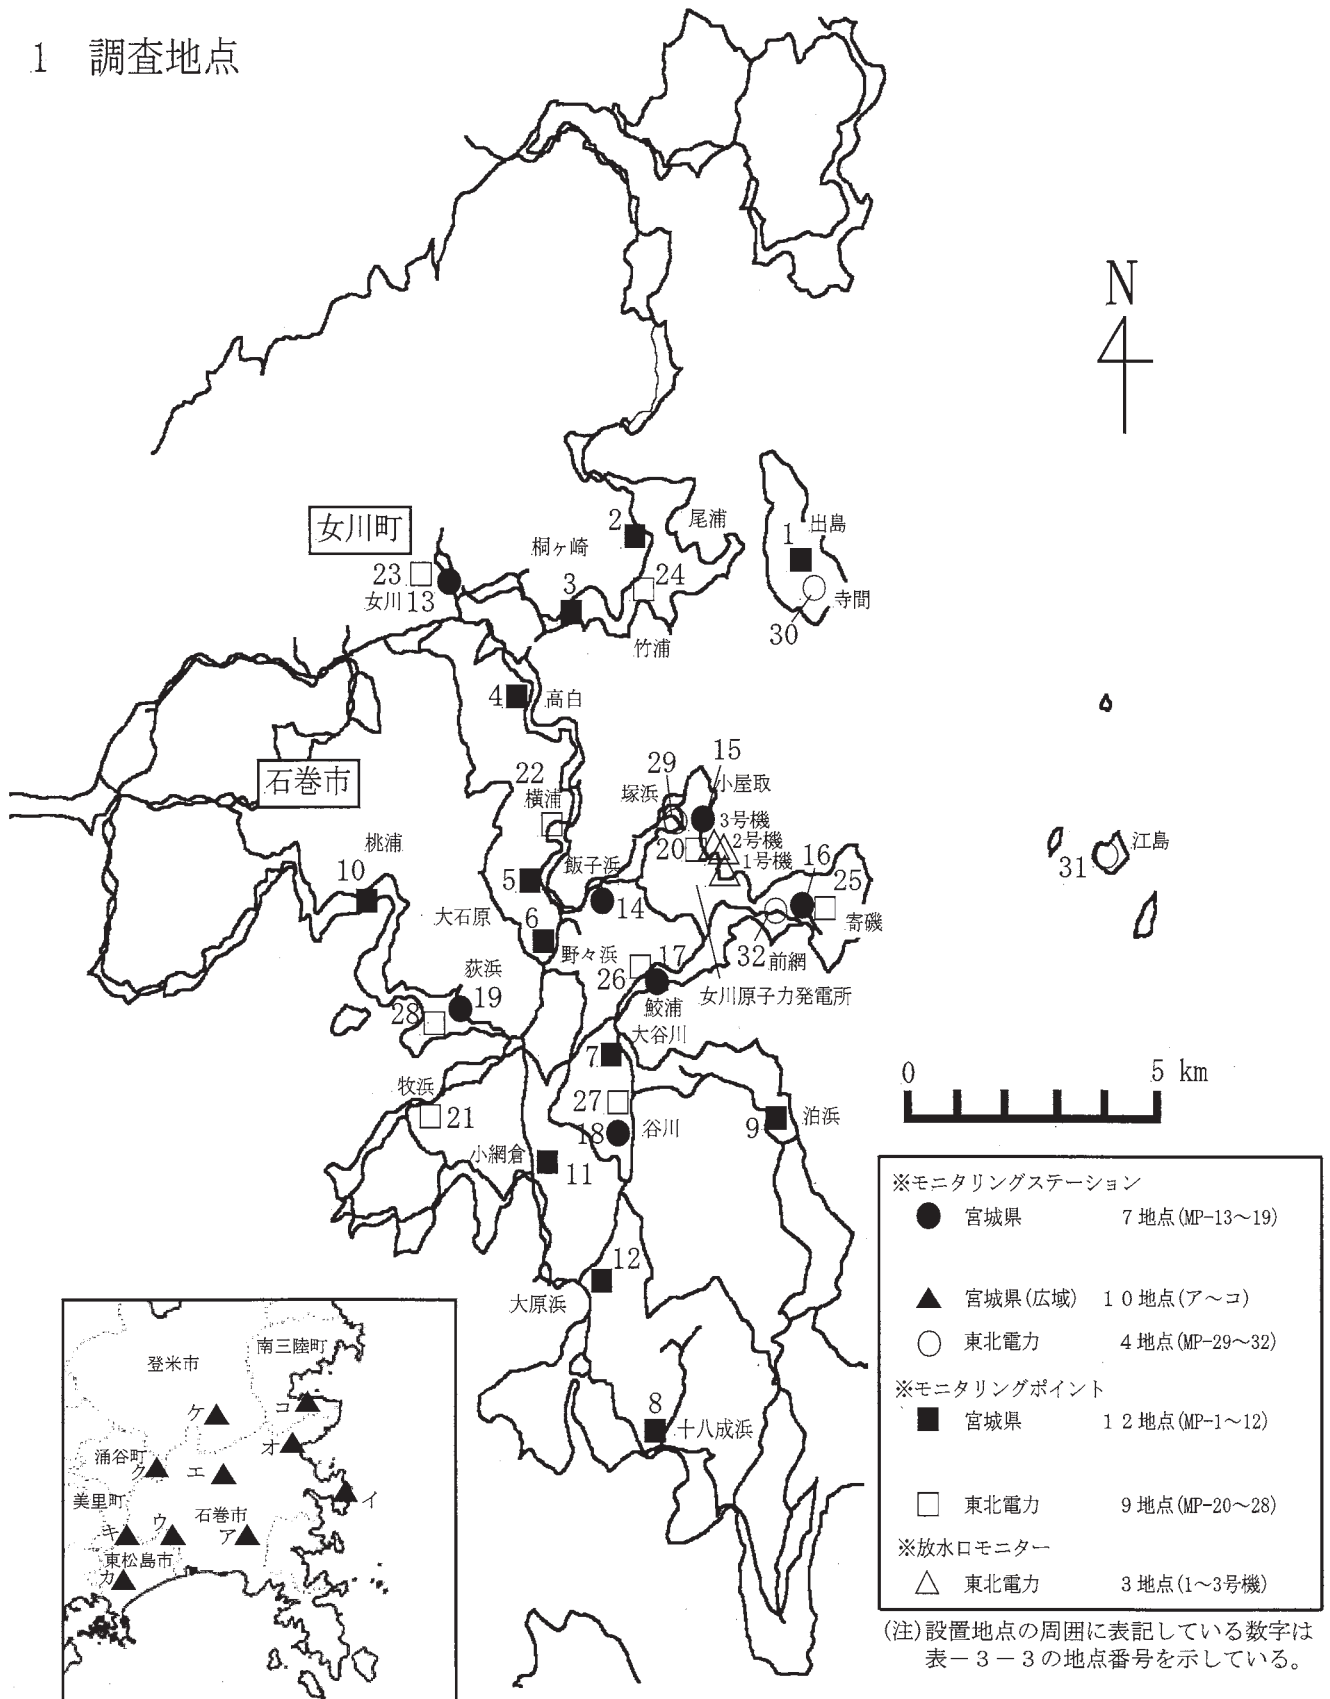 1 調査地点
N
女川町
2
尾浦
出島
1
桐ヶ崎
23
女川 13
3
24
寺間
30
竹浦
4
高白
石巻市
22
横浦
29
15
塚浜
小屋取
3号機
2号機
1号機
20
16
25
江島
31
桃浦
10
飯子浜
5
14
寄磯
大石原
6
野々浜
17
32
前網
26
荻浜
19
鮫浦
女川原子力発電所
28
大谷川
7
0 5 km
牧浜
21
27
18
谷川
9
泊浜
小網倉
11
12
大原浜
8
十八成浜
※モニタリングステーション
宮城県 7地点(MP-13～19)
宮城県(広域) 10地点(ア～コ)
東北電力 4地点(MP-29～32)
※モニタリングポイント
宮城県 12地点(MP-1～12)
東北電力 9地点(MP-20～28)
※放水口モニター
東北電力 3地点(1～3号機)
(注)設置地点の周囲に表記している数字は
表－3－3の地点番号を示している。
南三陸町
登米市
コ
ケ
オ
涌谷町
ク
エ
美里町
イ
石巻市
キ
ウ
ア
東松島市
カ